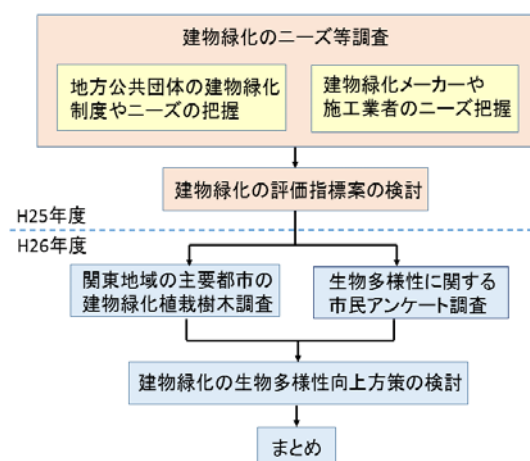 建物緑化のニーズ等調査
地方公共団体の建物緑化
制度やニーズの把握
建物緑化メーカーや
施工業者のニーズ把握
建物緑化の評価指標案の検討
H25年度
H26年度
関東地域の主要都市の
建物緑化植栽樹木調査
生物多様性に関する
市民アンケート調査
建物緑化の生物多様性向上方策の検討
まとめ